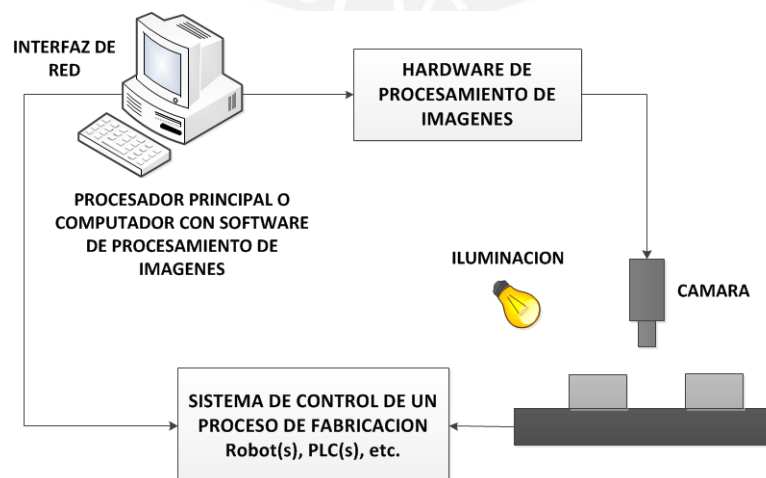 INTERFAZ DE
RED
HARDWARE DE
PROCESAMIENTO DE
IMAGENES
PROCESADOR PRINCIPAL O
COMPUTADOR CON SOFTWARE
DE PROCESAMIENTO DE
IMAGENES
ILUMINACION
CAMARA
SISTEMA DE CONTROL DE UN
PROCESO DE FABRICACION
Robot(s), PLC(s), etc.